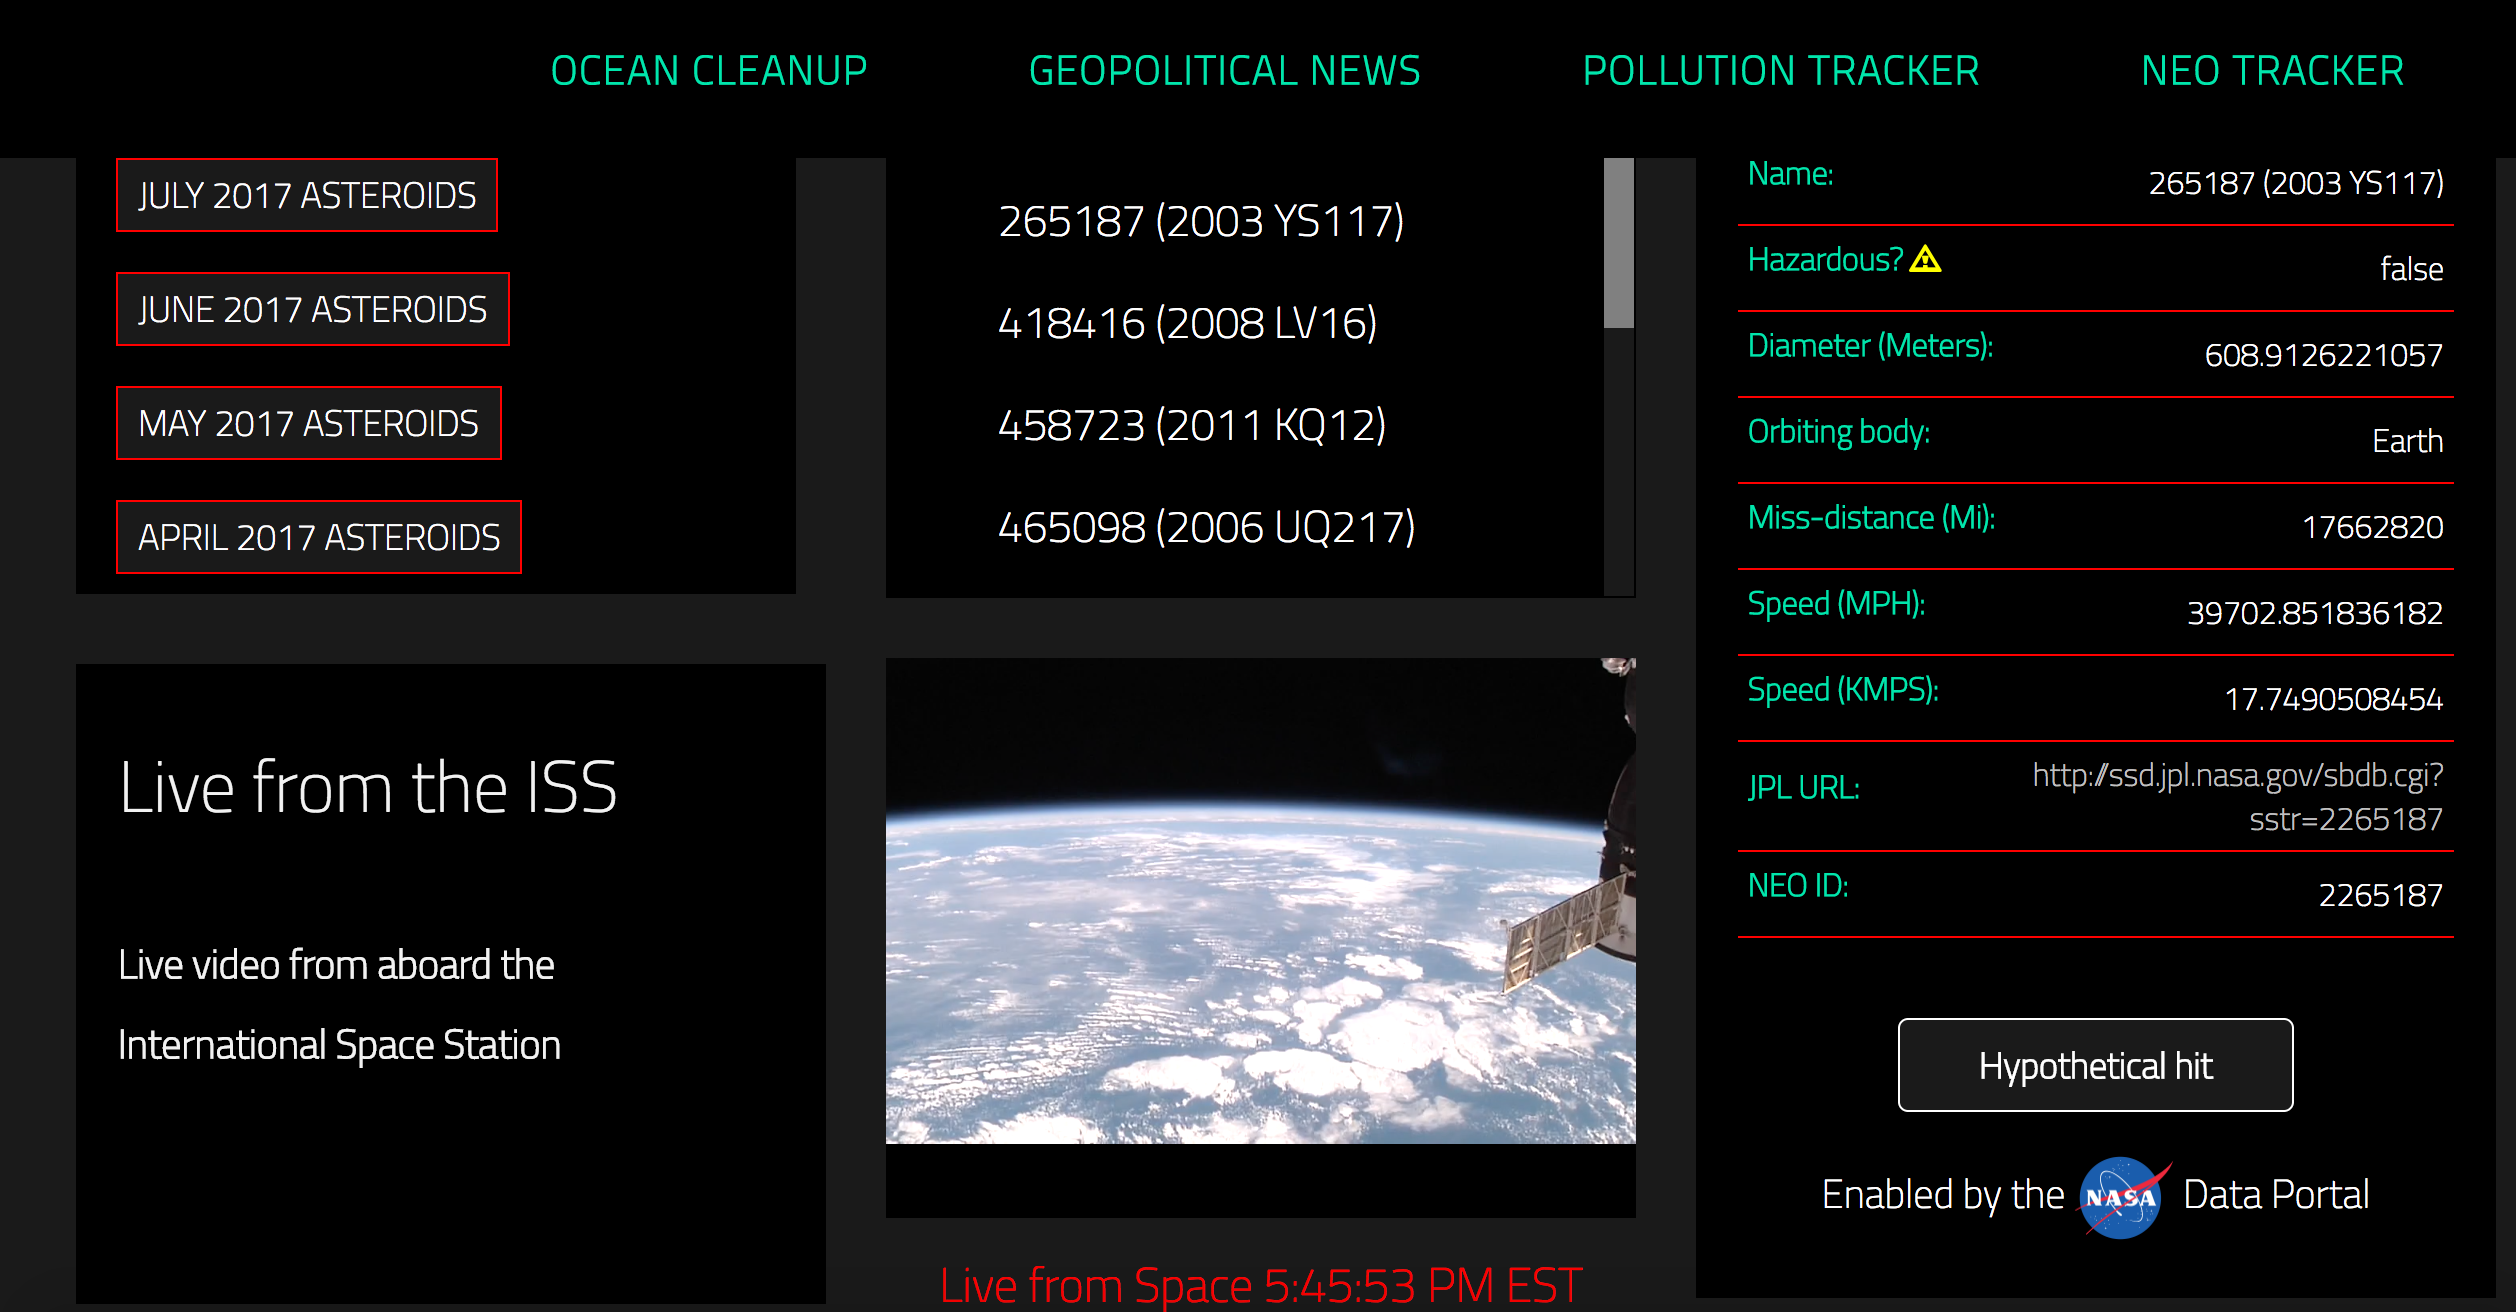 OCEAN CLEANUP
GEOPOLITICAL NEWS
POLLUTION TRACKER
NEO TRACKER
JULY 2017 ASTEROIDS
JUNE 2017 ASTEROIDS
MAY 2017 ASTEROIDS
APRIL 2017 ASTEROIDS
265187 (2003 YS117)
418416 (2008 LV16)
458723 (2011 KQ12)
465098 (2006 UQ217)
Name: 265187 (2003 YS117)
Hazardous? false
Diameter (Meters): 608.9126221057
Orbiting body: Earth
Miss-distance (Mi): 17662820
Speed (MPH): 39702.851836182
Speed (KMPS): 17.7490508454
JPL URL: http://ssd.jpl.nasa.gov/sbdb.cgi?
sstr=2265187
NEO ID: 2265187
Hypothetical hit
Enabled by the NASA Data Portal
Live from the ISS
Live video from aboard the
International Space Station
Live from Space 5:45:53 PM EST